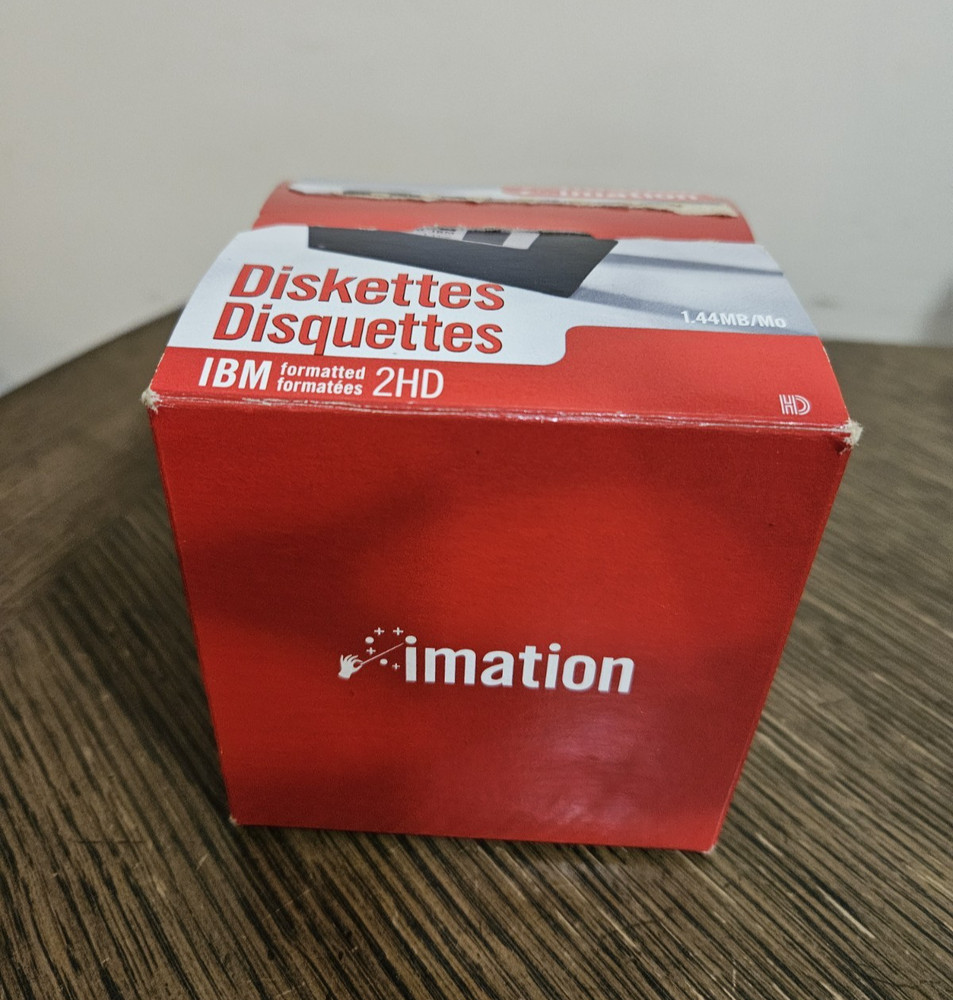 imation
Diskettes
Disquettes
1.44MB/Mo
IBM formatted 2HD
formatées
HD
imation